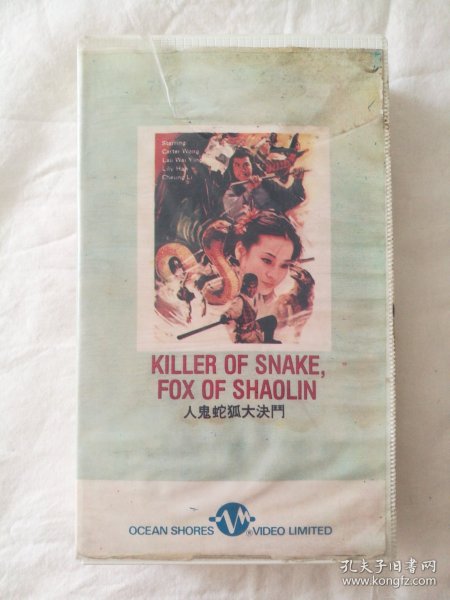 Starring
Carter Wong
Lau Wai Ying
Lily Han
Cheung Li
KILLER OF SNAKE,
FOX OF SHAOLIN
人鬼蛇狐大決鬥
OCEAN SHORES ® VIDEO LIMITED
孔夫子旧书网
www.kongfz.com